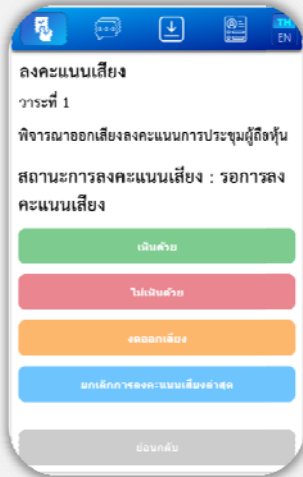 TH
EN
ลงคะแนนเสียง
วาระที่ 1
พิจารณาออกเสียงลงคะแนนการประชุมผู้ถือหุ้น
สถานะการลงคะแนนเสียง : รอการลง
คะแนนเสียง
เห็นด้วย
ไม่เห็นด้วย
งดออกเสียง
ยกเลิกการลงคะแนนเสียงล่าสุด
ย้อนกลับ